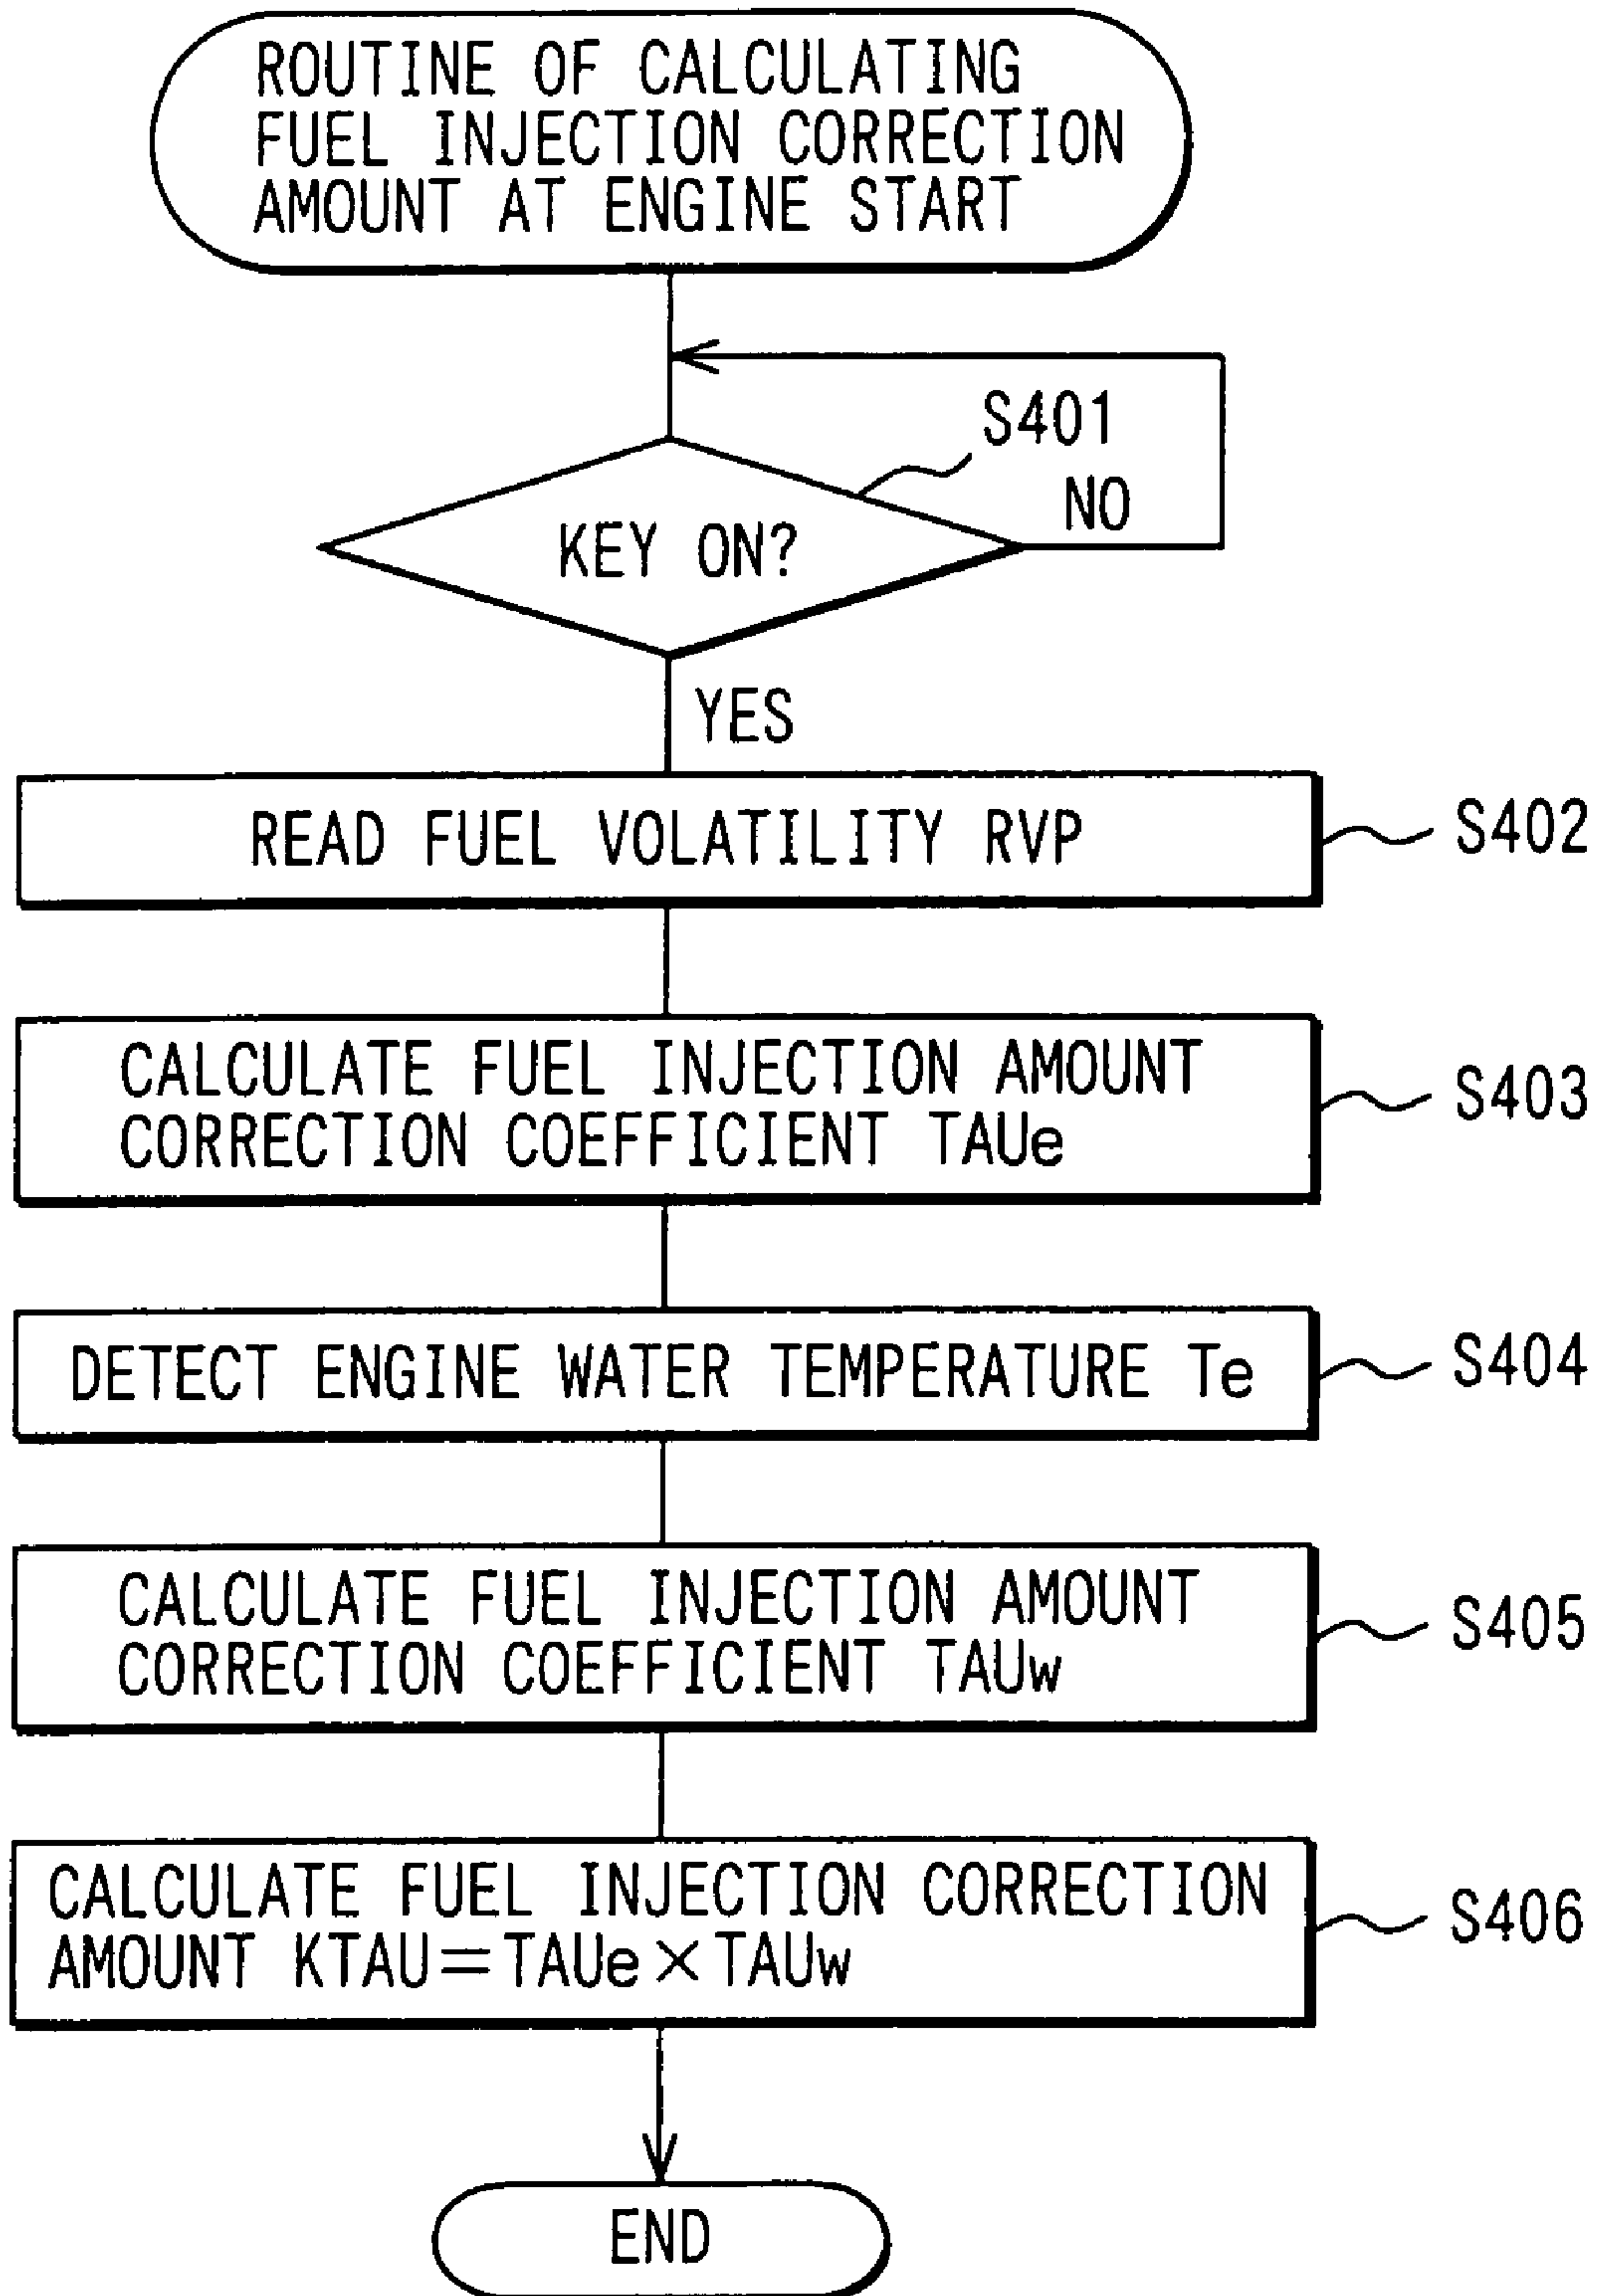 ROUTINE OF CALCULATING
FUEL INJECTION CORRECTION
AMOUNT AT ENGINE START
S401
NO
KEY ON?
YES
READ FUEL VOLATILITY RVP
S402
CALCULATE FUEL INJECTION AMOUNT
CORRECTION COEFFICIENT TAUe
S403
DETECT ENGINE WATER TEMPERATURE Te
S404
CALCULATE FUEL INJECTION AMOUNT
CORRECTION COEFFICIENT TAUw
S405
CALCULATE FUEL INJECTION CORRECTION
AMOUNT KTAU=TAUe×TAUw
S406
END